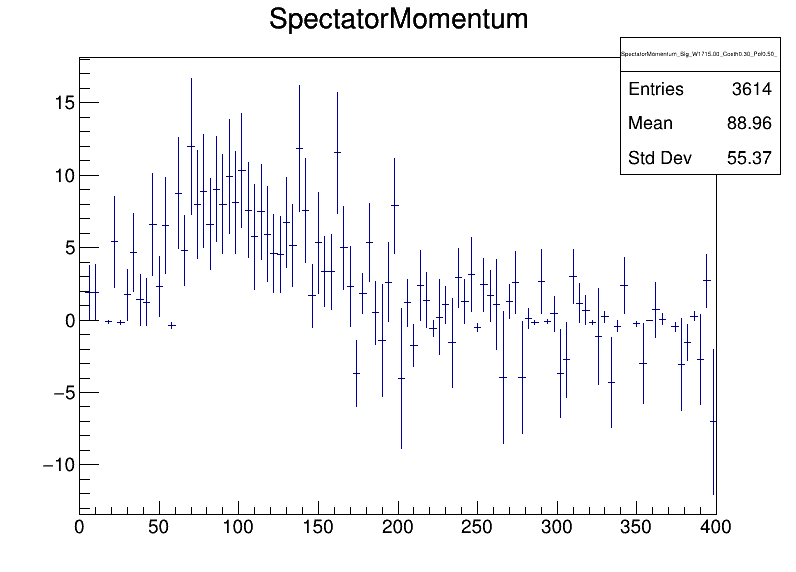 SpectatorMomentum
SpectatorMomentum_Sig_W1715.00_Costh0.30_Pol0.50_
Entries 3614
Mean 88.96
Std Dev 55.37
15
10
5
0
−5
−10
0 50 100 150 200 250 300 350 400